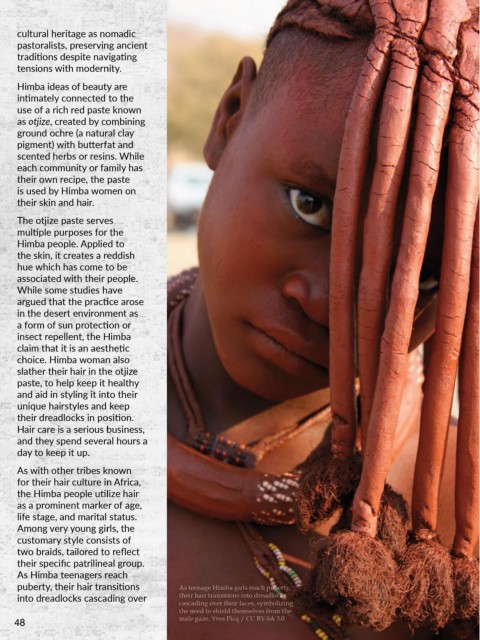 cultural heritage as nomadic
pastoralists, preserving ancient
traditions despite navigating
tensions with modernity.
Himba ideas of beauty are
intimately connected to the
use of a rich red paste known
as otjize, created by combining
ground ochre (a natural clay
pigment) with butterfat and
scented herbs or resins. While
each community or family has
their own recipe, the paste
is used by Himba women on
their skin and hair.
The otjize paste serves
multiple purposes for the
Himba people. Applied to
the skin, it creates a reddish
hue which has come to be
associated with their people.
While some studies have
argued that the practice arose
in the desert environment as
a form of sun protection or
insect repellent, the Himba
claim that it is an aesthetic
choice. Himba woman also
slather their hair in the otjize
paste, to help keep it healthy
and aid in styling it into their
unique hairstyles and keep
their dreadlocks in position.
Hair care is a serious business,
and they spend several hours a
day to keep it up.
As with other tribes known
for their hair culture in Africa,
the Himba people utilize hair
as a prominent marker of age,
life stage, and marital status.
Among very young girls, the
customary style consists of
two braids, tailored to reflect
their specific patrilineal group.
As Himba teenagers reach
puberty, their hair transitions
into dreadlocks cascading over
As teenage Himba girls reach puberty,
their hair transitions into dreadlocks
cascading over their faces, symbolizing
the need to shield themselves from the
male gaze. Yves Picq / CC BY-SA 3.0
48